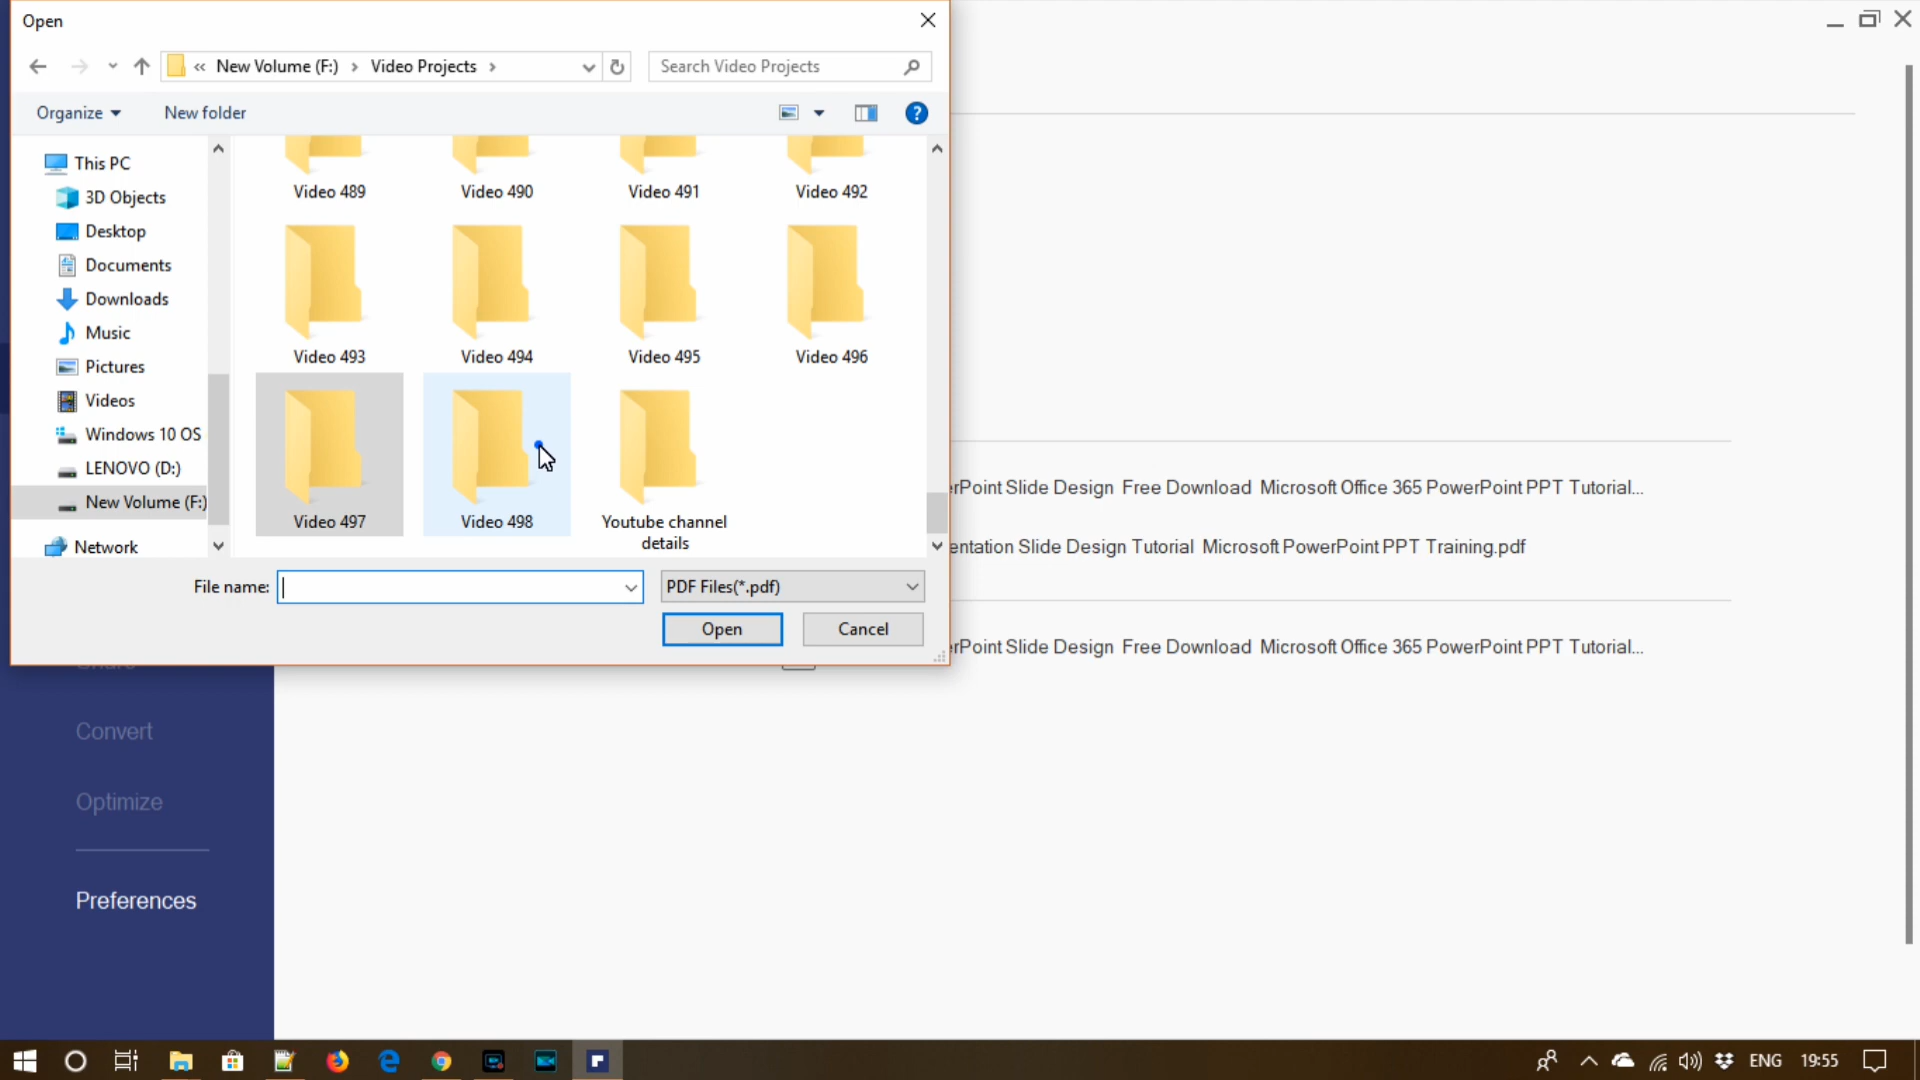 Open
« New Volume (F:) › Video Projects ›
Search Video Projects
Organize
New folder
This PC
3D Objects
Desktop
Documents
Downloads
Music
Pictures
Videos
Windows 10 OS
LENOVO (D:)
New Volume (F:)
Network
Video 489
Video 490
Video 491
Video 492
Video 493
Video 494
Video 495
Video 496
Video 497
Video 498
Youtube channel
details
File name:
PDF Files(*.pdf)
Open
Cancel
Slide Design Free Download Microsoft Office 365 PowerPoint PPT Tutorial...
Slide Design Tutorial Microsoft PowerPoint PPT Training.pdf
Slide Design Free Download Microsoft Office 365 PowerPoint PPT Tutorial...
Convert
Optimize
Preferences
ENG
19:55